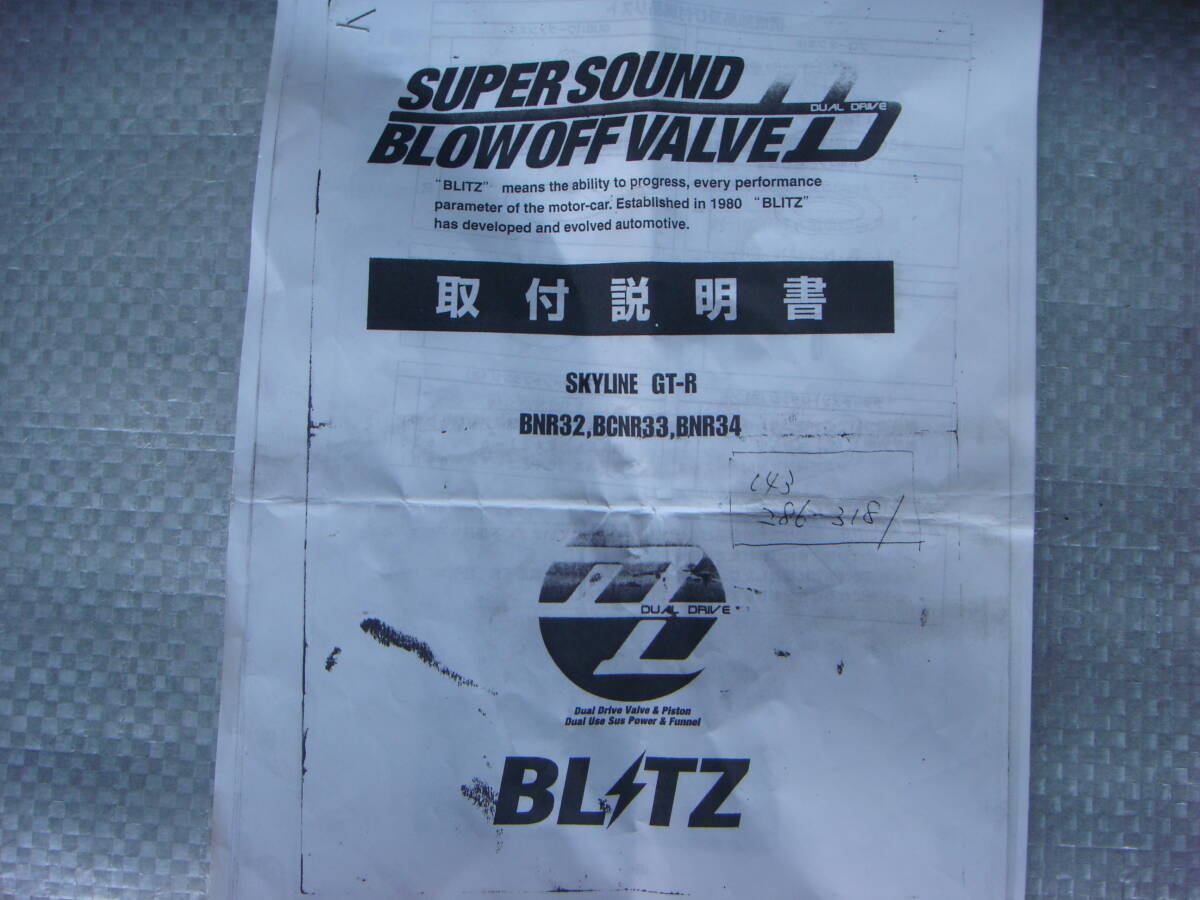 SUPER SOUND
BLOW OFF VALVE DD
DUAL DRIVE
"BLITZ" means the ability to progress, every performance
parameter of the motor-car. Established in 1980 "BLITZ"
has developed and evolved automotive.
取付説明書
SKYLINE GT-R
BNR32,BCNR33,BNR34
143
286-318/
DUAL DRIVE
Dual Drive Valve & Piston
Dual Use Sus Power & Funnel
BLITZ